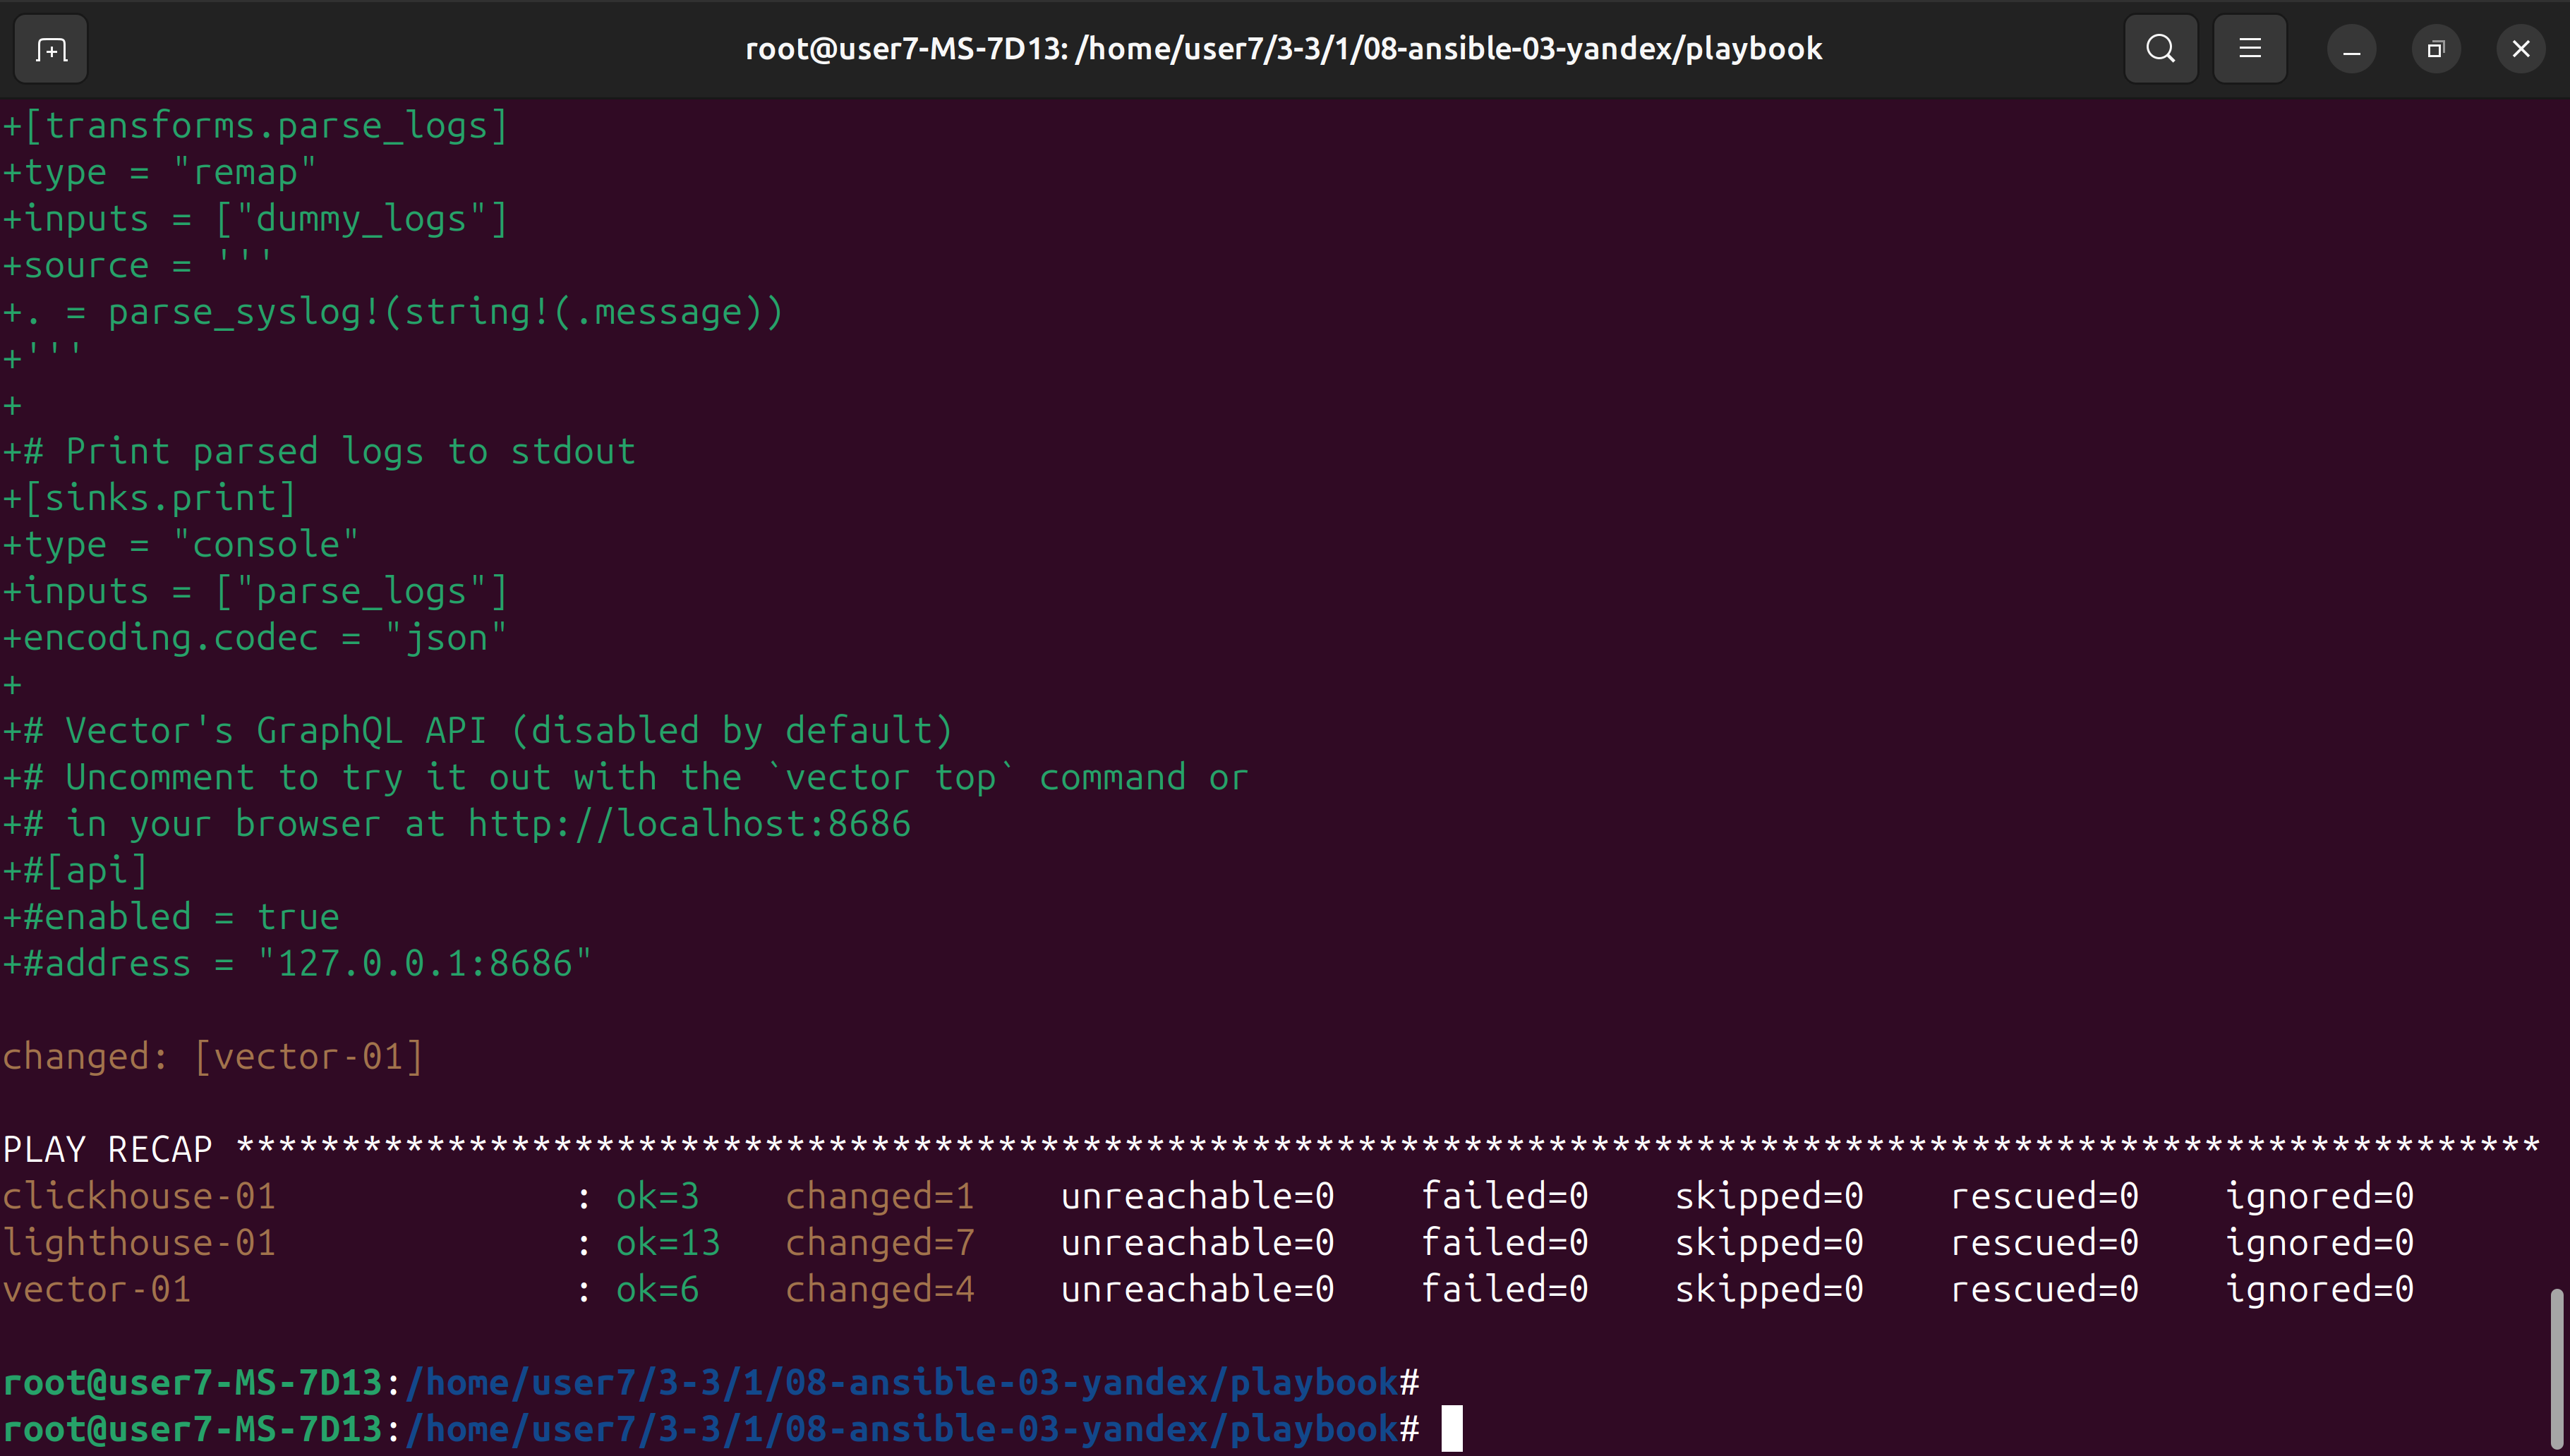 root@user7-MS-7D13: /home/user7/3-3/1/08-ansible-03-yandex/playbook
+[transforms.parse_logs]
+type = "remap"
+inputs = ["dummy_logs"]
+source = '''
+. = parse_syslog!(string!(.message))
+'''
+
+# Print parsed logs to stdout
+[sinks.print]
+type = "console"
+inputs = ["parse_logs"]
+encoding.codec = "json"
+
+# Vector's GraphQL API (disabled by default)
+# Uncomment to try it out with the `vector top` command or
+# in your browser at http://localhost:8686
+#[api]
+#enabled = true
+#address = "127.0.0.1:8686"
changed: [vector-01]
PLAY RECAP *************************************************************************************************************
clickhouse-01 : ok=3 changed=1 unreachable=0 failed=0 skipped=0 rescued=0 ignored=0
lighthouse-01 : ok=13 changed=7 unreachable=0 failed=0 skipped=0 rescued=0 ignored=0
vector-01 : ok=6 changed=4 unreachable=0 failed=0 skipped=0 rescued=0 ignored=0
root@user7-MS-7D13:/home/user7/3-3/1/08-ansible-03-yandex/playbook#
root@user7-MS-7D13:/home/user7/3-3/1/08-ansible-03-yandex/playbook#